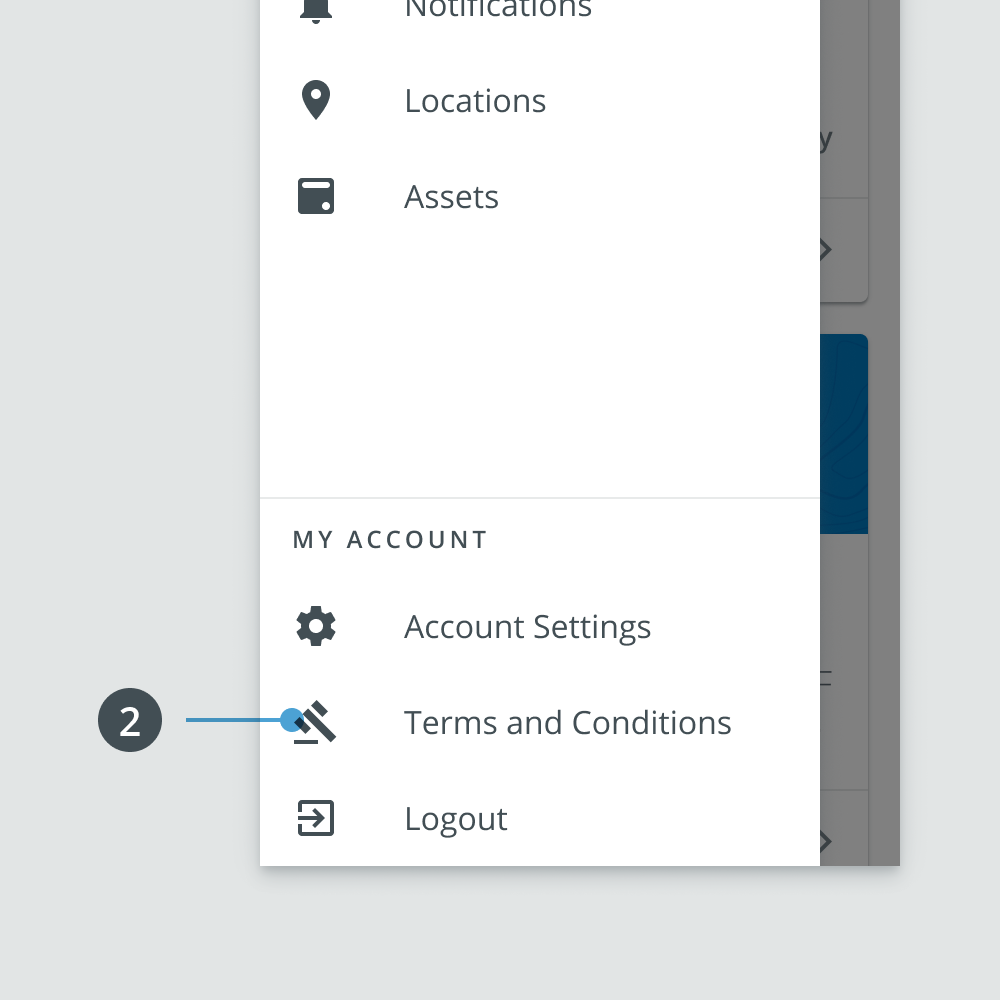 Notifications
Locations
y
Assets
MY ACCOUNT
Account Settings
2
Terms and Conditions
Logout